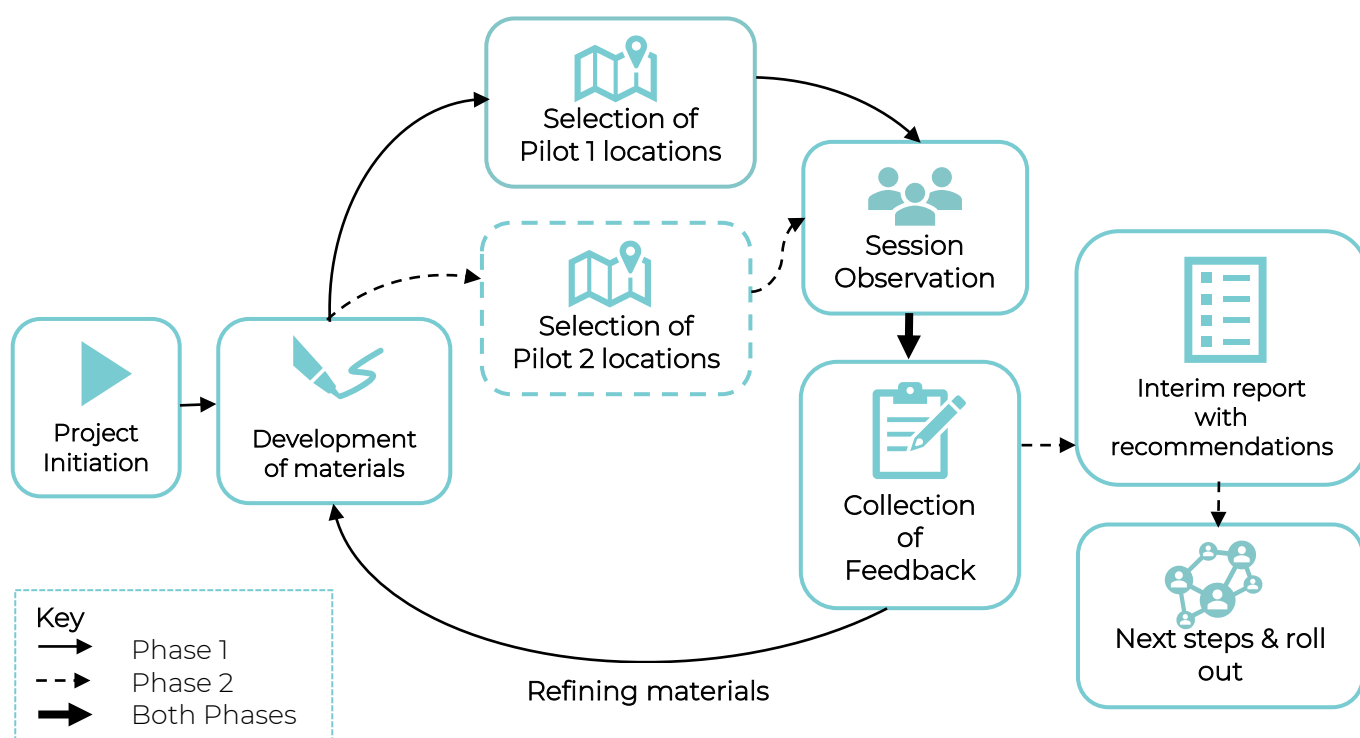 Selection of
Pilot 1 locations
Session
Observation
Selection of
Pilot 2 locations
Project
Initiation
Development
of materials
Interim report
with
recommendations
Collection
of
Feedback
Next steps & roll
out
Refining materials
Key
Phase 1
Phase 2
Both Phases